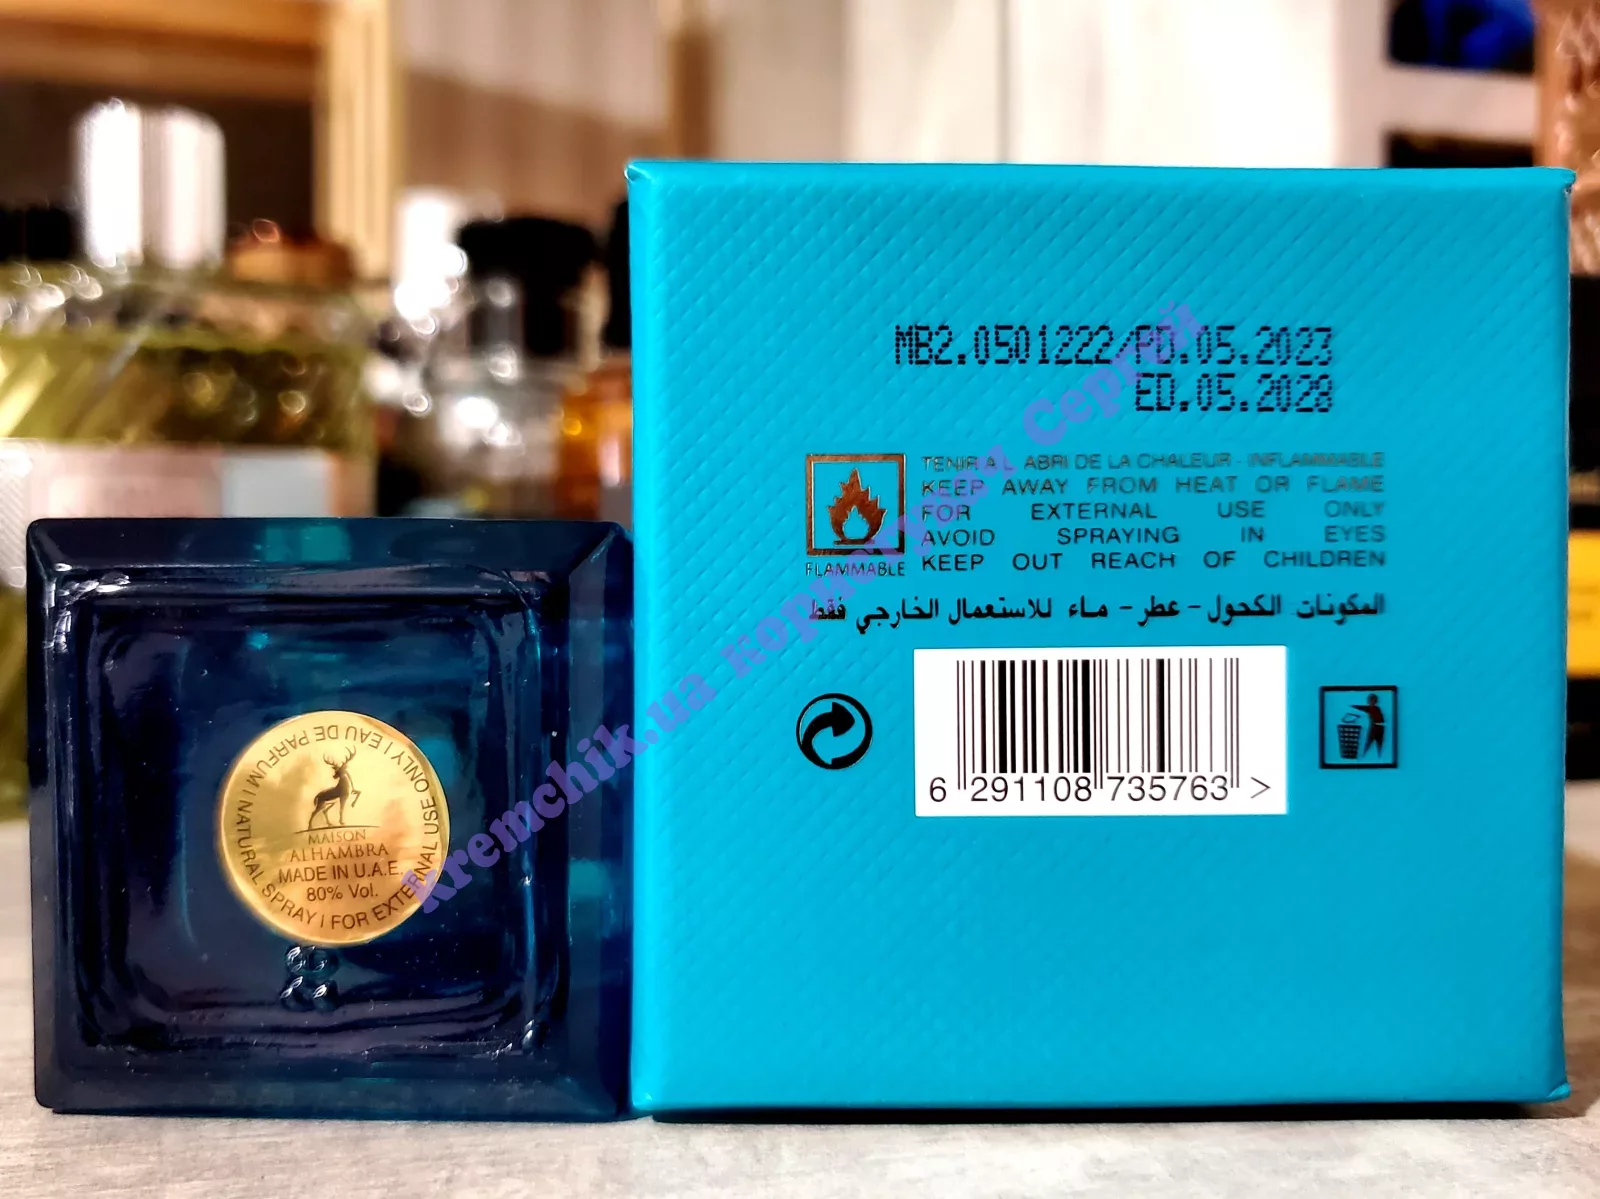 MB2.0501222/PD.05.2023
ED.05.2028
TENIR A L ABRI DE LA CHALEUR - INFLAMMABLE
KEEP AWAY FROM HEAT OR FLAME
FOR EXTERNAL USE ONLY
AVOID SPRAYING IN EYES
KEEP OUT REACH OF CHILDREN
FLAMMABLE
المكونات الكحول - عطر - ماء للاستعمال الخارجي فقط
6 291108 735763 >
NATURAL SPRAY | FOR EXTERNAL USE ONLY | EAU DE PARFUM |
MAISON
ALHAMBRA
MADE IN U.A.E.
80% Vol.
kremchik.ua користувач Сергей